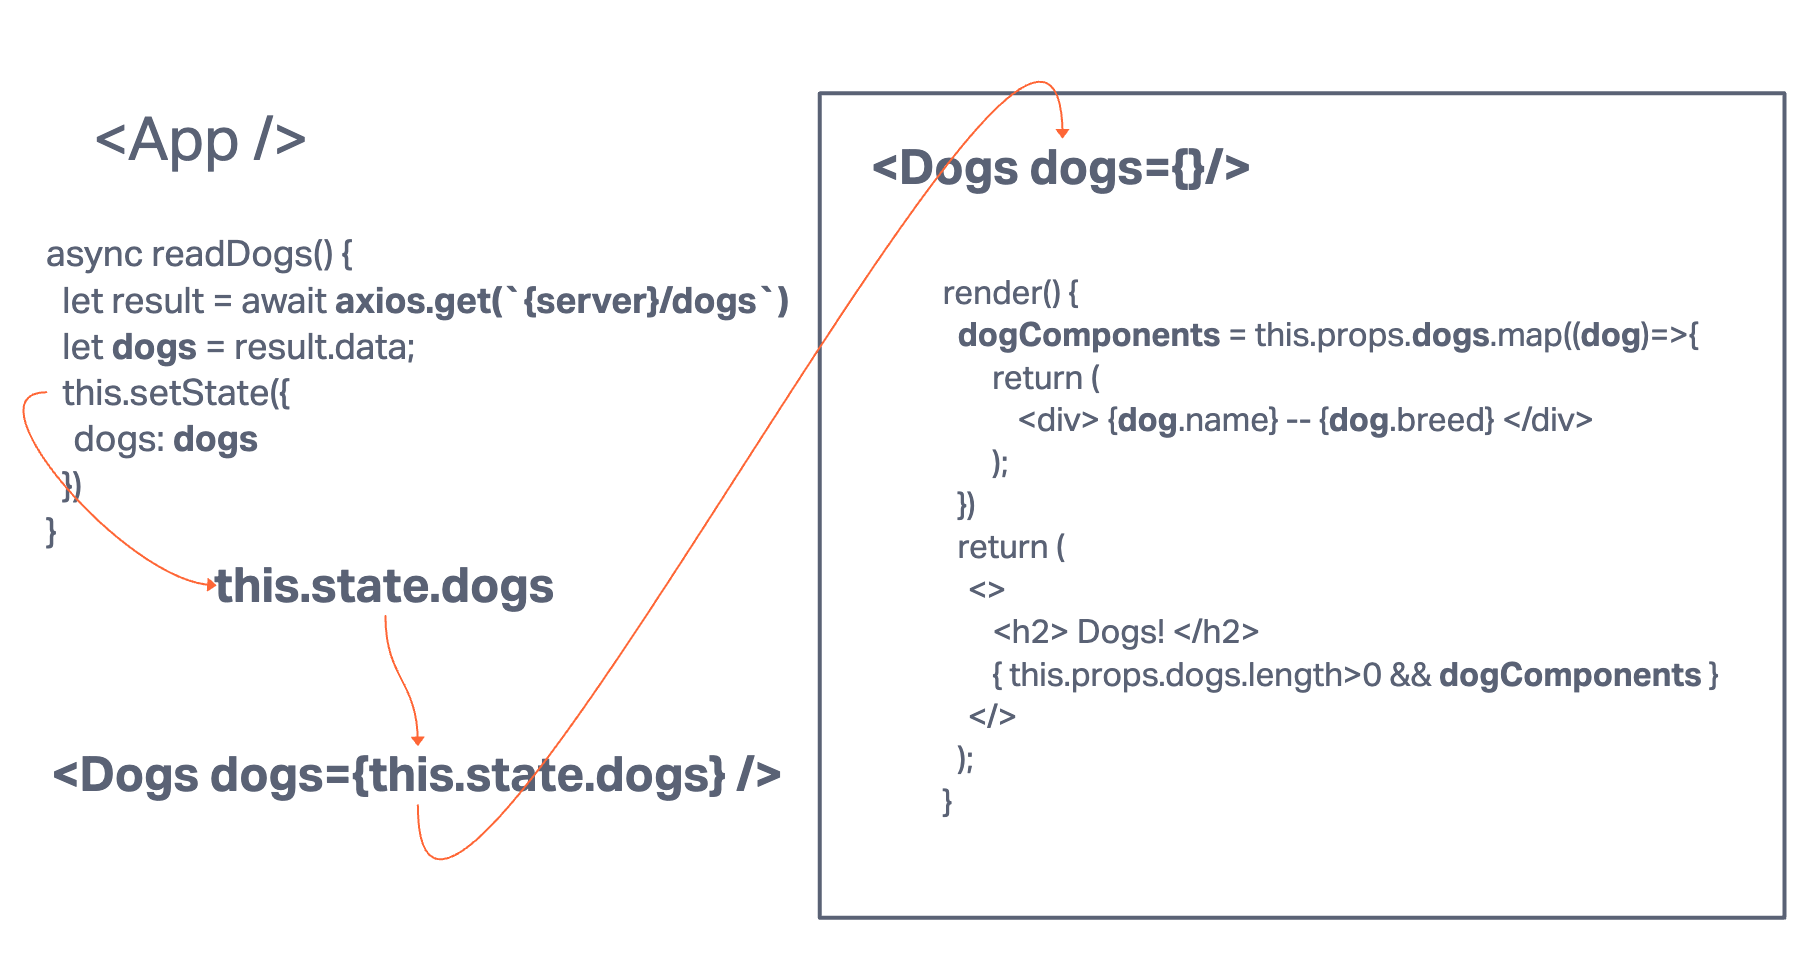 <App />
async readDogs() {
let result = await axios.get(`{server}/dogs`)
let dogs = result.data;
this.setState({
dogs: dogs
})
}
this.state.dogs
<Dogs dogs={this.state.dogs} />
<Dogs dogs={}/>
render() {
dogComponents = this.props.dogs.map((dog)=>{
return (
<div> {dog.name} -- {dog.breed} </div>
);
})
return (
<>
<h2> Dogs! </h2>
{ this.props.dogs.length>0 && dogComponents }
</>
);
}